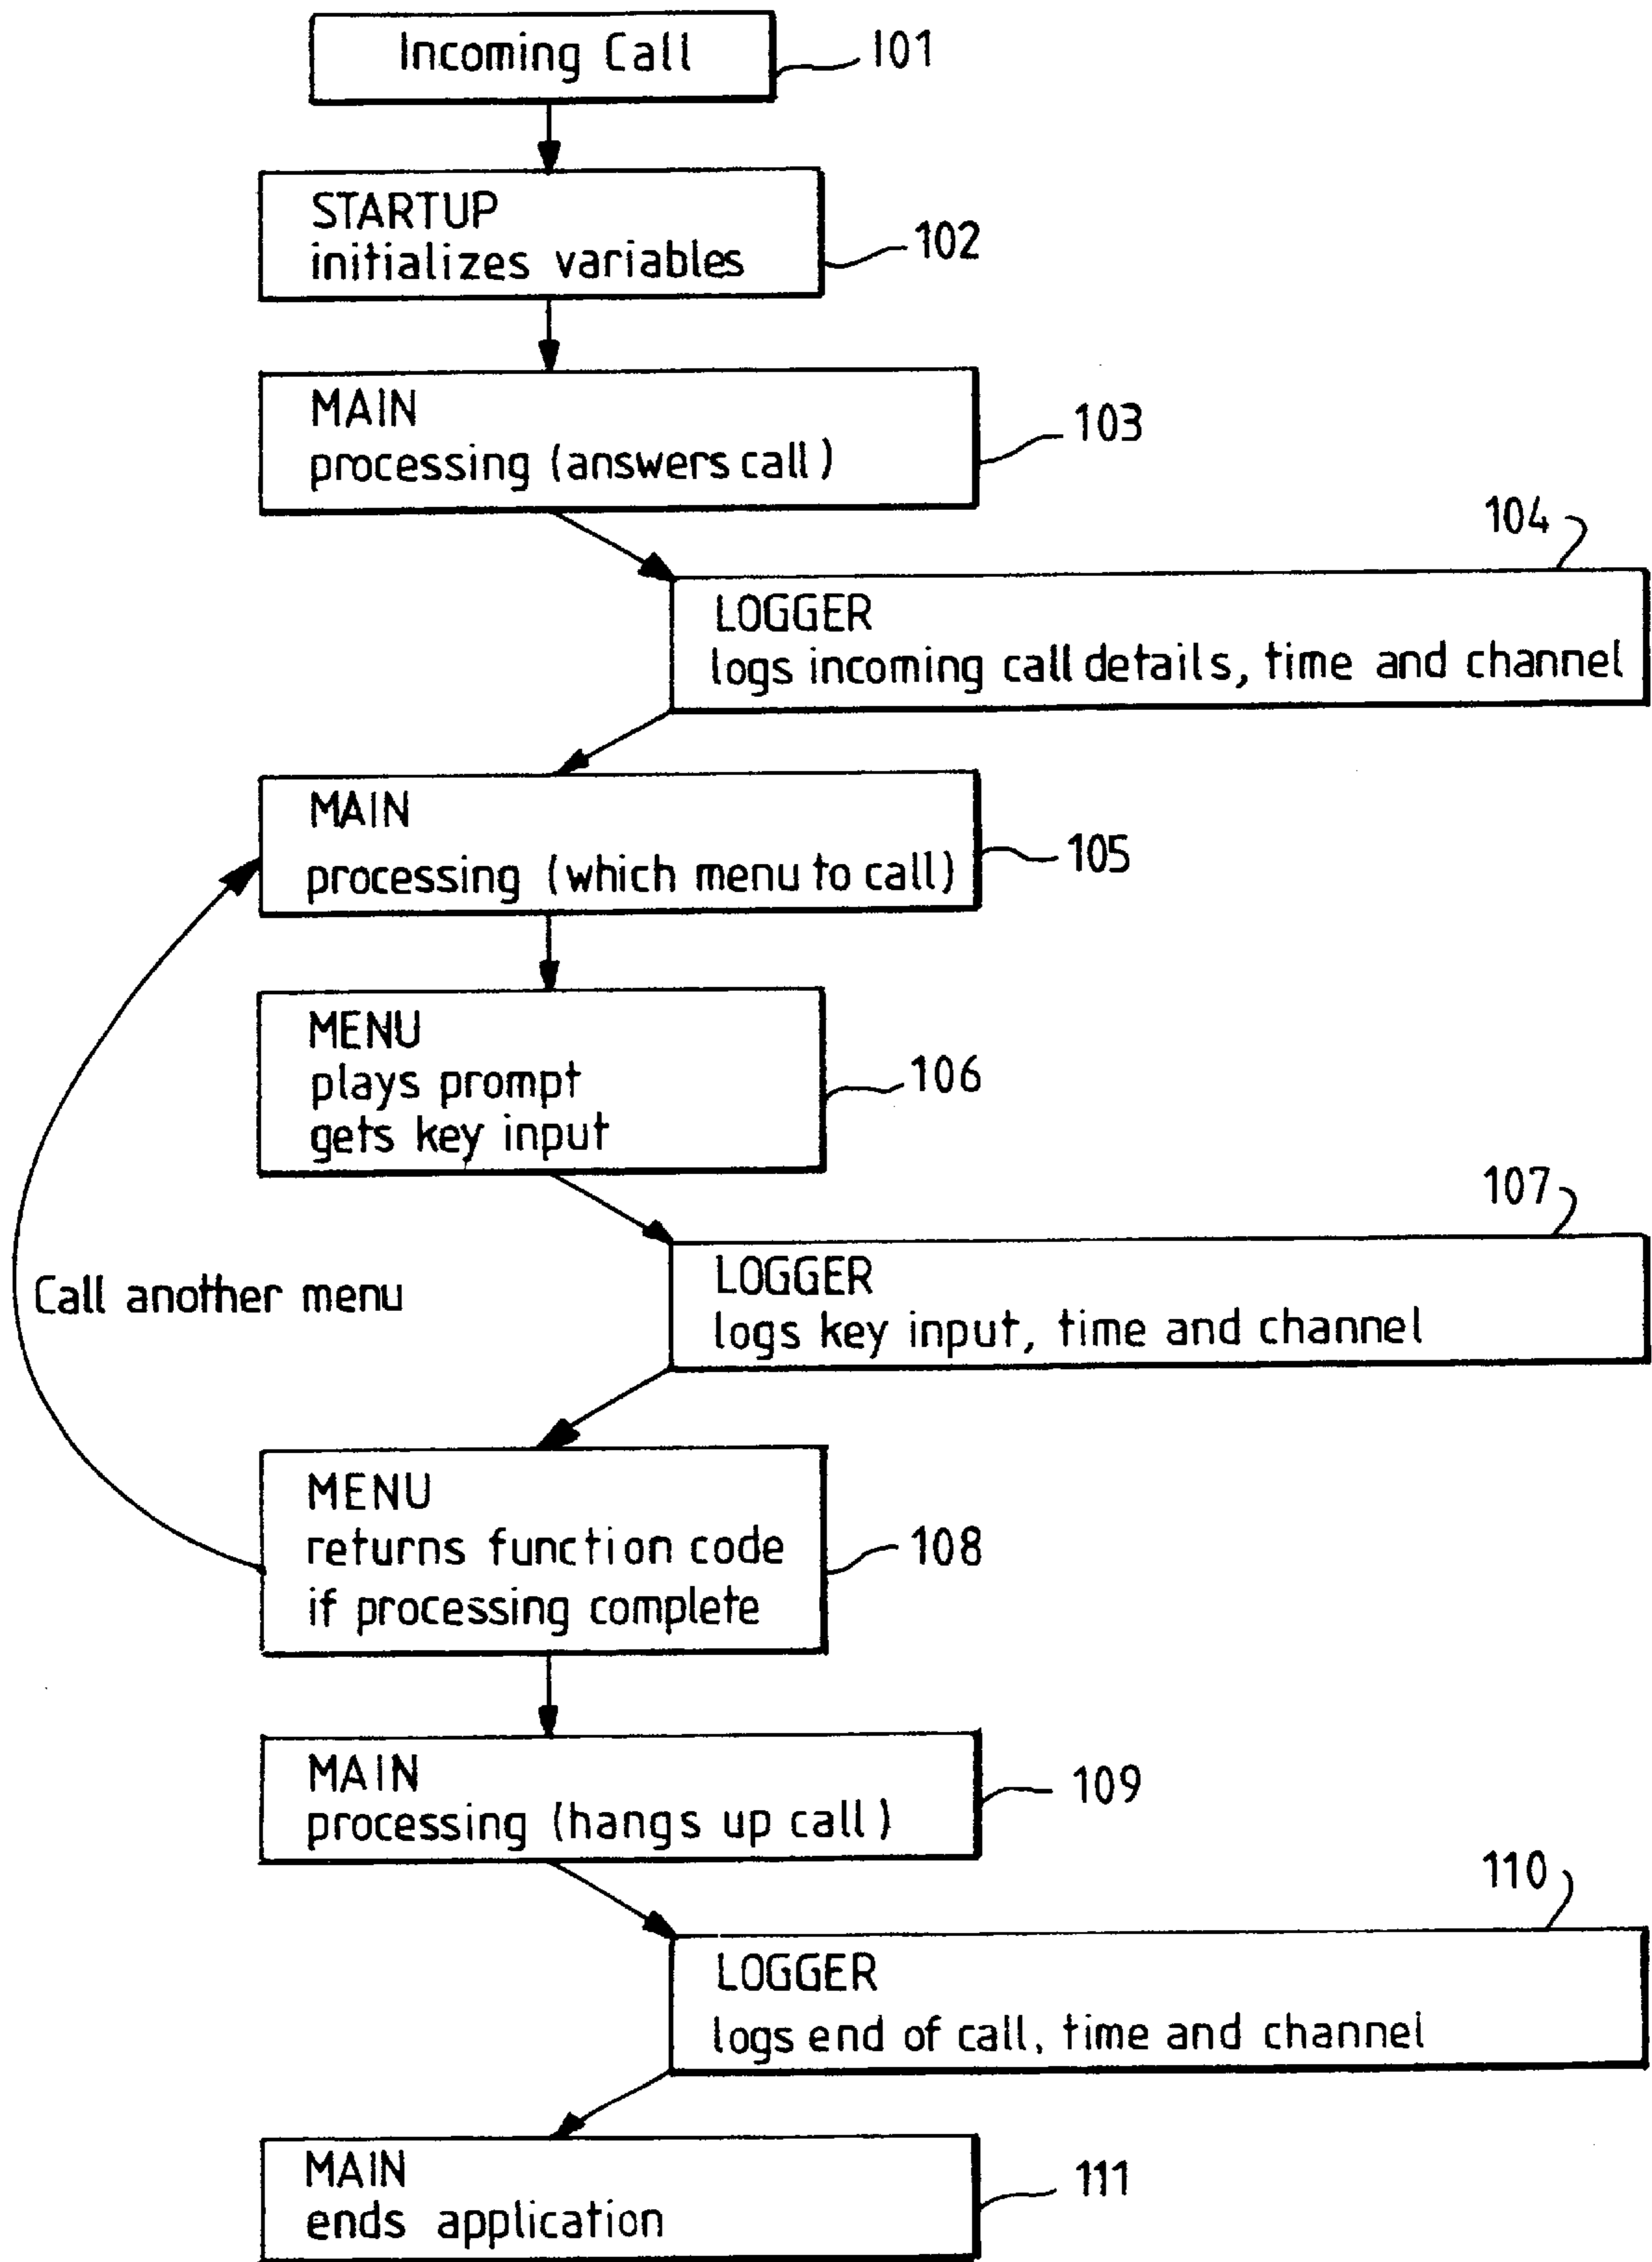 Incoming Call
101
STARTUP
initializes variables
102
MAIN
processing (answers call)
103
104
LOGGER
logs incoming call details, time and channel
MAIN
processing (which menu to call)
105
MENU
plays prompt
gets key input
106
107
LOGGER
logs key input, time and channel
Call another menu
MENU
returns function code
if processing complete
108
MAIN
processing (hangs up call)
109
110
LOGGER
logs end of call, time and channel
MAIN
ends application
111